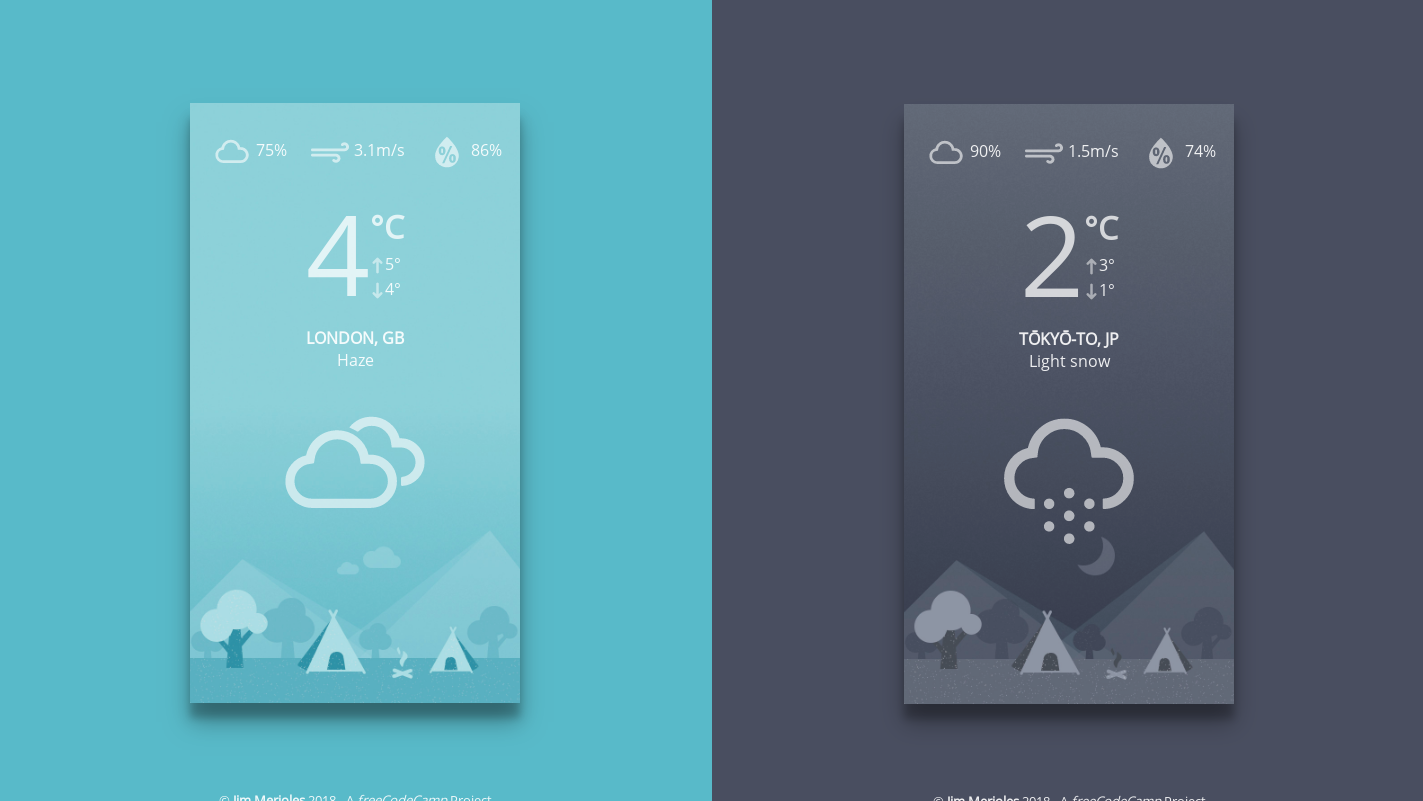 75% 3.1m/s % 86%
4 °C
5°
4°
LONDON, GB
Haze
© Jim Merioles 2018 . A freeCodeCamp Project
90% 1.5m/s % 74%
2 °C
3°
1°
TŌKYŌ-TO, JP
Light snow
© Jim Merioles 2018 . A freeCodeCamp Project